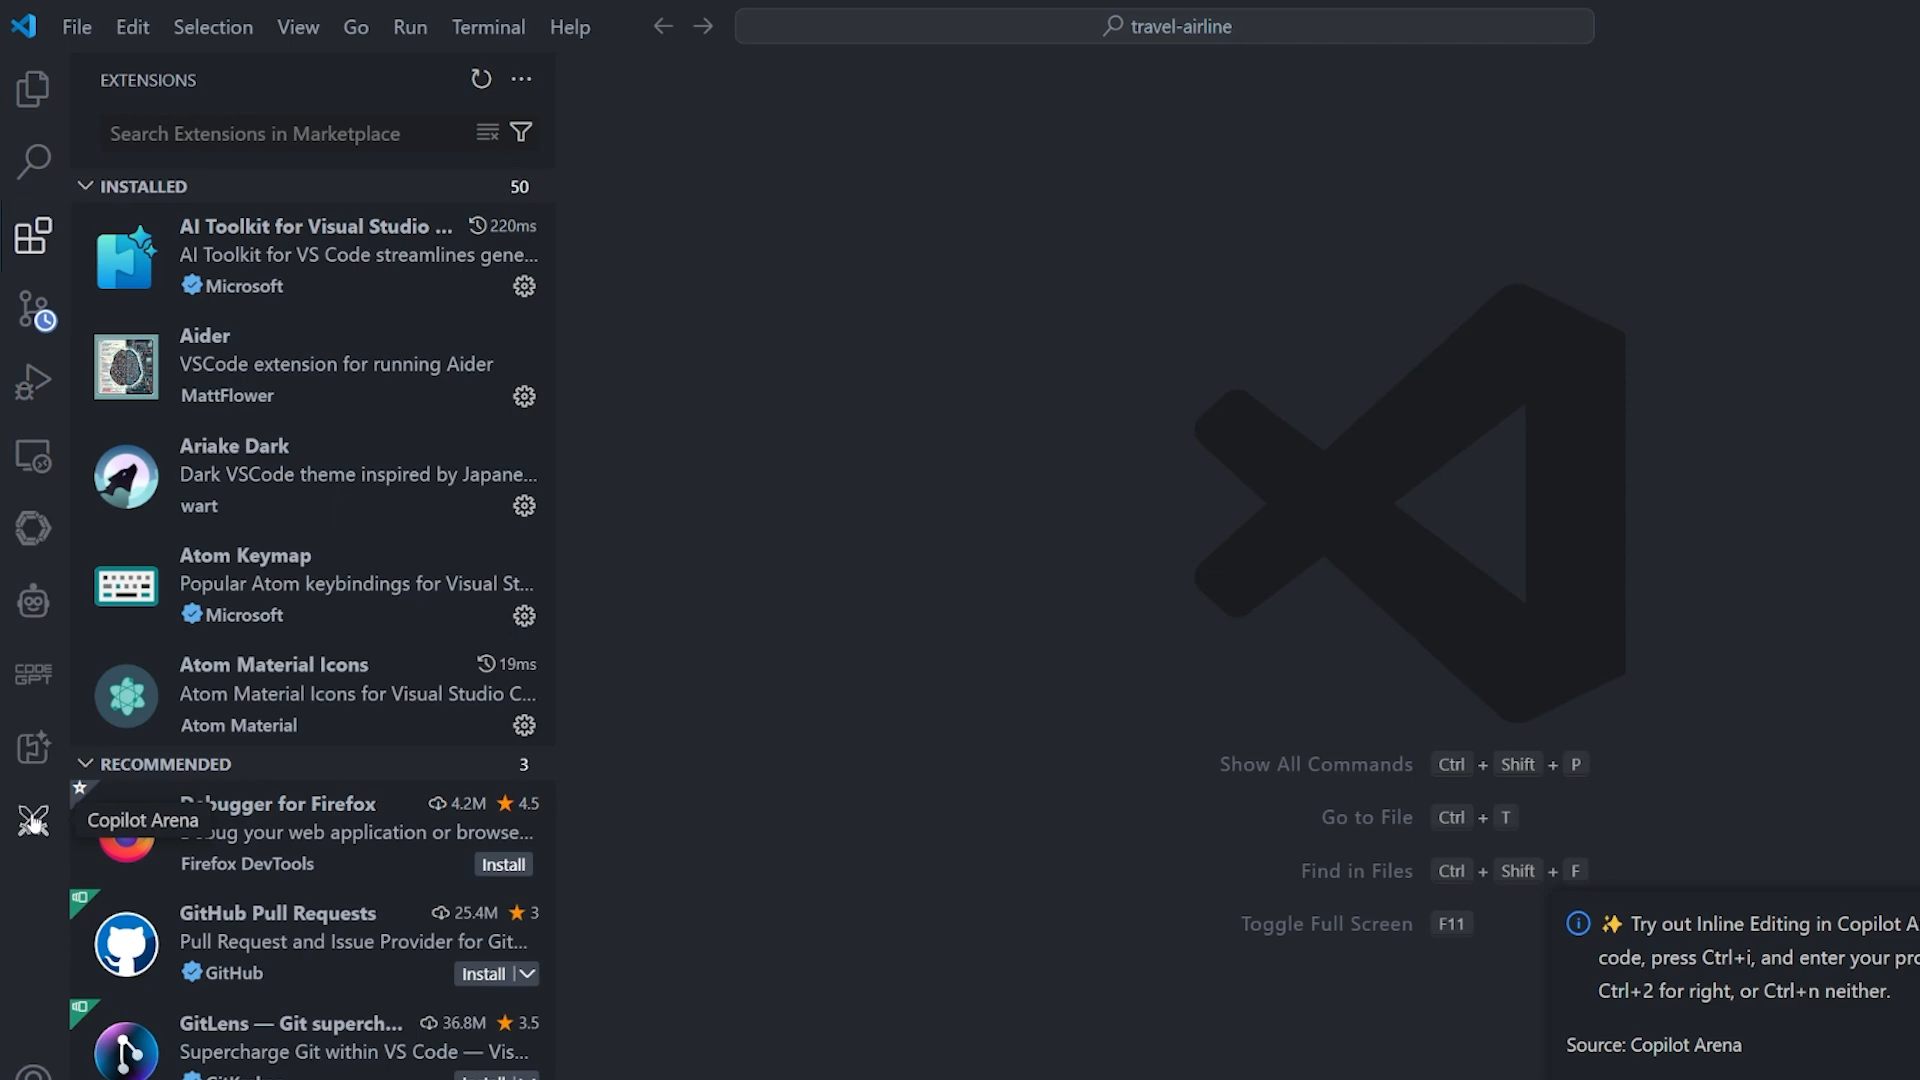 File Edit Selection View Go Run Terminal Help
travel-airline
EXTENSIONS
Search Extensions in Marketplace
INSTALLED 50
AI Toolkit for Visual Studio ... 220ms
AI Toolkit for VS Code streamlines gene...
Microsoft
Aider
VSCode extension for running Aider
MattFlower
Ariake Dark
Dark VSCode theme inspired by Japane...
wart
Atom Keymap
Popular Atom keybindings for Visual St...
Microsoft
Atom Material Icons 19ms
Atom Material Icons for Visual Studio C...
Atom Material
CODE
GPT
RECOMMENDED 3
Debugger for Firefox 4.2M 4.5
Copilot Arena
your web application or browse...
Firefox DevTools Install
GitHub Pull Requests 25.4M 3
Pull Request and Issue Provider for Git...
GitHub Install
GitLens — Git superch... 36.8M 3.5
Supercharge Git within VS Code — Vis...
Show All Commands Ctrl + Shift + P
Go to File Ctrl + T
Find in Files Ctrl + Shift + F
Toggle Full Screen F11
Try out Inline Editing in Copilot A
code, press Ctrl+i, and enter your pro
Ctrl+2 for right, or Ctrl+n neither.
Source: Copilot Arena